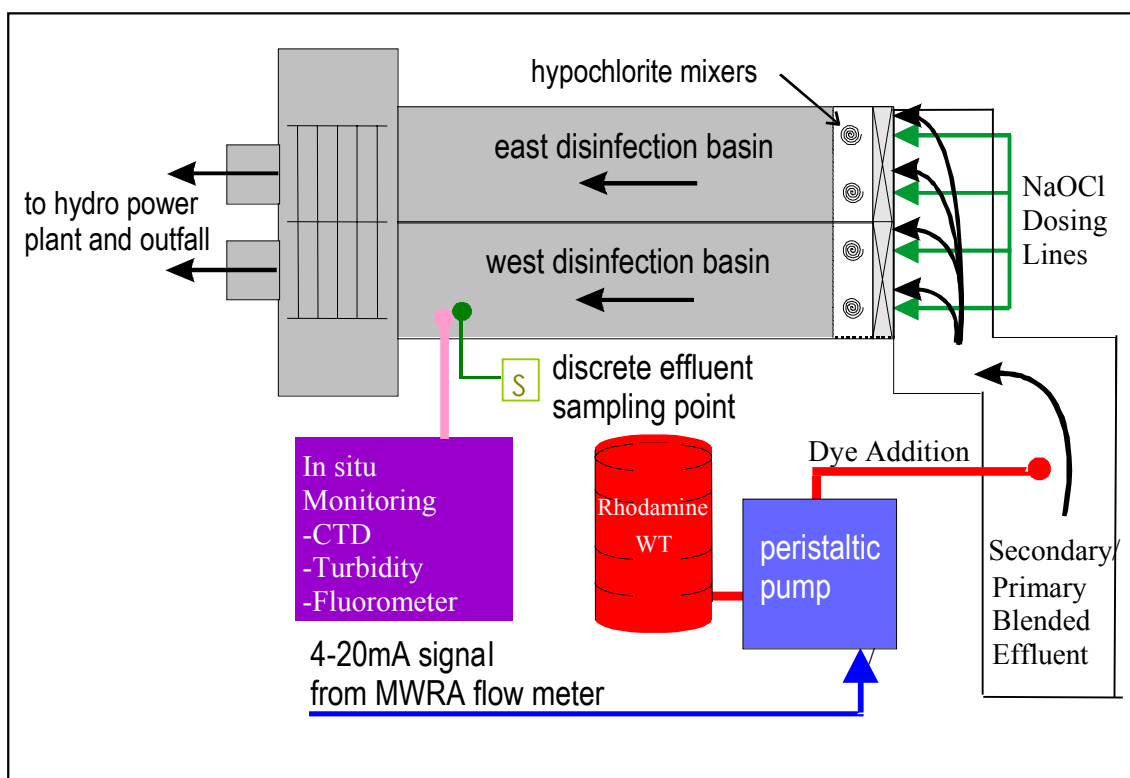 hypochlorite mixers
east disinfection basin
to hydro power
plant and outfall
west disinfection basin
NaOCl
Dosing
Lines
S
discrete effluent
sampling point
In situ
Monitoring
-CTD
-Turbidity
-Fluorometer
Rhodamine
WT
Dye Addition
peristaltic
pump
Secondary/
Primary
Blended
Effluent
4-20mA signal
from MWRA flow meter